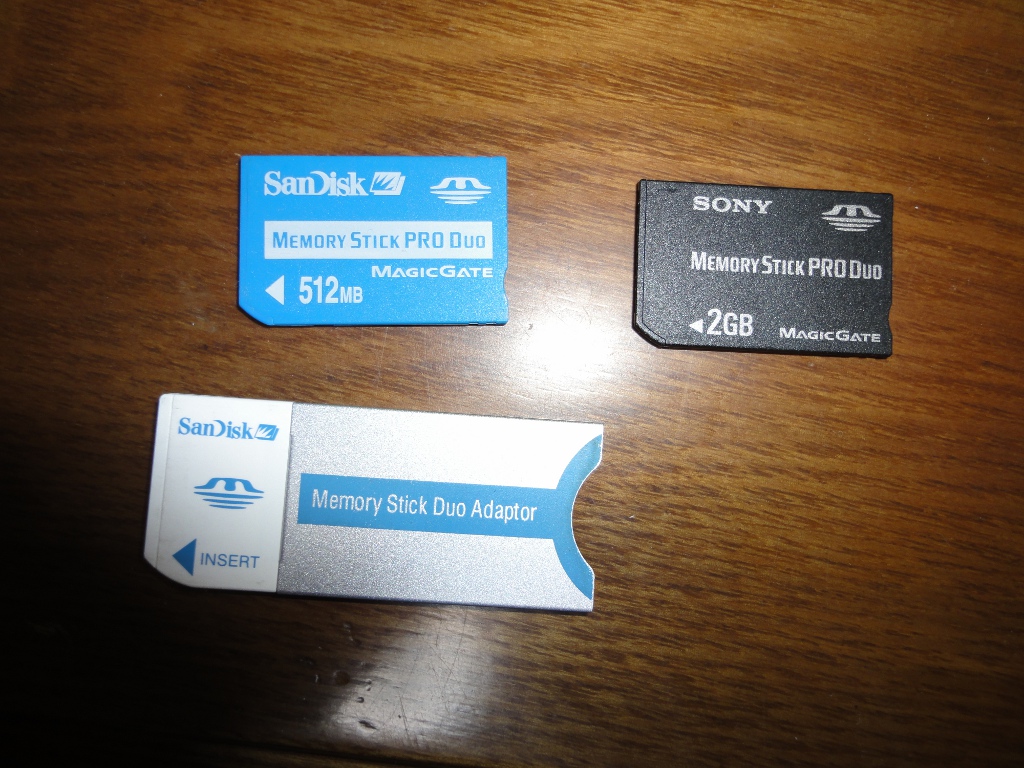 SanDisk
MEMORY STICK PRO DUO
MAGICGATE
512MB
SONY
MEMORY STICK PRO DUO
2GB MAGICGATE
SanDisk
Memory Stick Duo Adaptor
INSERT